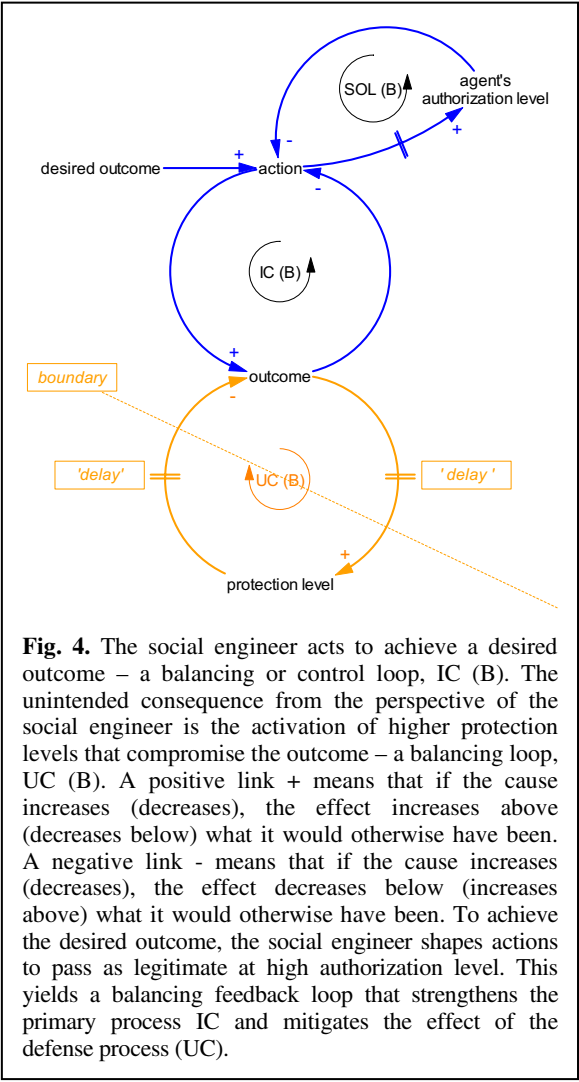 SOL (B)
agent's
authorization level
-
+
desired outcome
+
action
-
IC (B)
+
outcome
boundary
-
'delay'
UC (B)
' delay '
+
protection level
Fig. 4. The social engineer acts to achieve a desired
outcome – a balancing or control loop, IC (B). The
unintended consequence from the perspective of the
social engineer is the activation of higher protection
levels that compromise the outcome – a balancing loop,
UC (B). A positive link + means that if the cause
increases (decreases), the effect increases above
(decreases below) what it would otherwise have been.
A negative link - means that if the cause increases
(decreases), the effect decreases below (increases
above) what it would otherwise have been. To achieve
the desired outcome, the social engineer shapes actions
to pass as legitimate at high authorization level. This
yields a balancing feedback loop that strengthens the
primary process IC and mitigates the effect of the
defense process (UC).